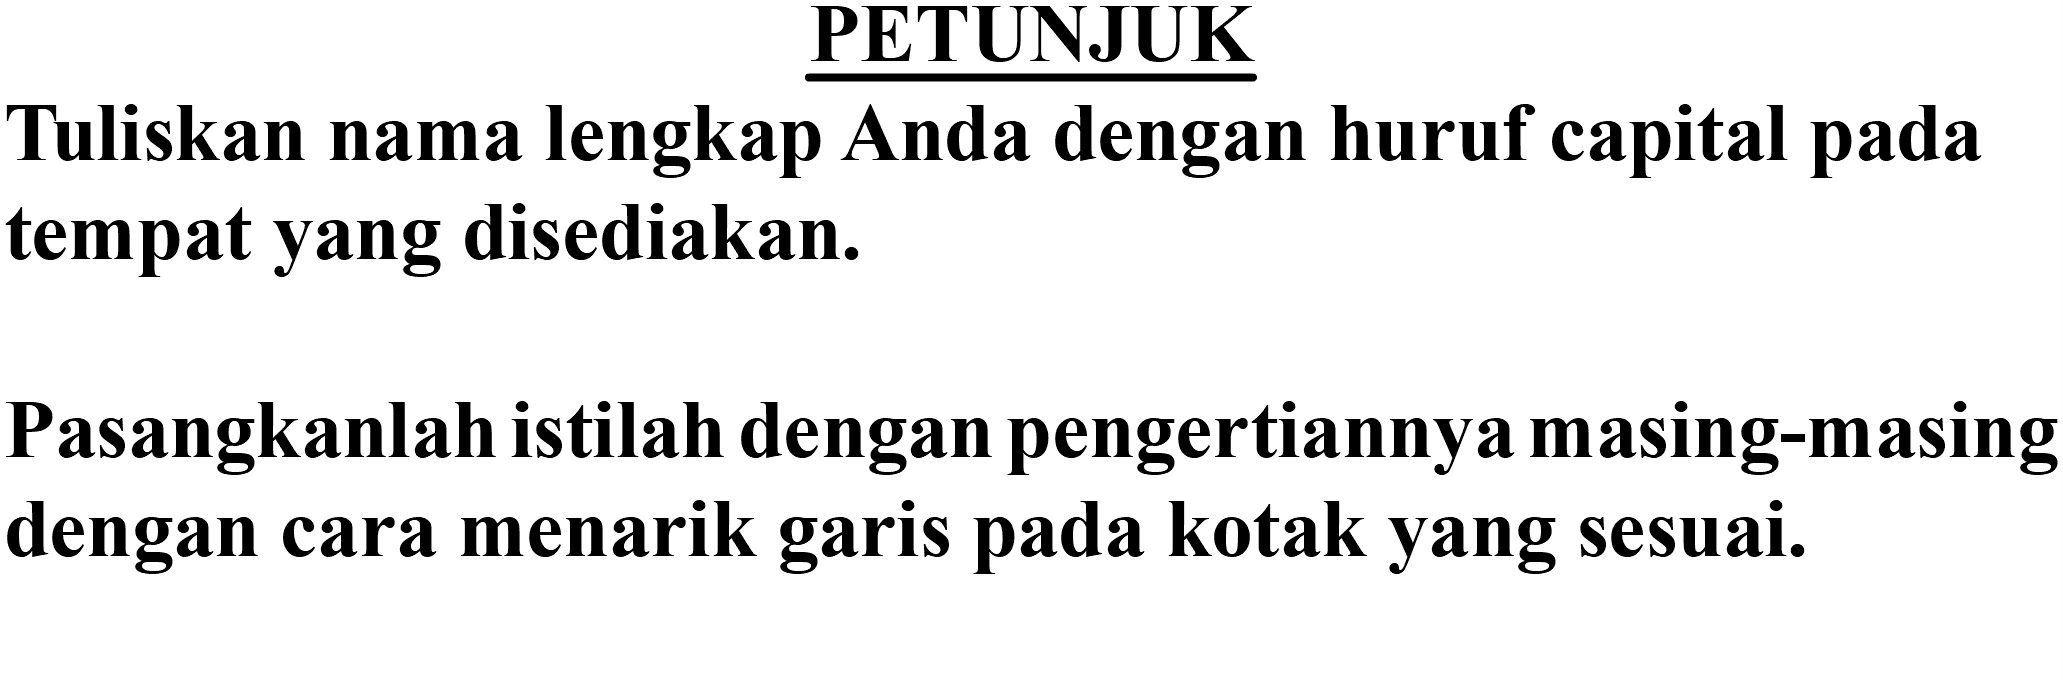 PETUNJUK
Tuliskan nama lengkap Anda dengan huruf capital pada
tempat yang disediakan.
Pasangkanlah istilah dengan pengertiannya masing-masing
dengan cara menarik garis pada kotak yang sesuai.